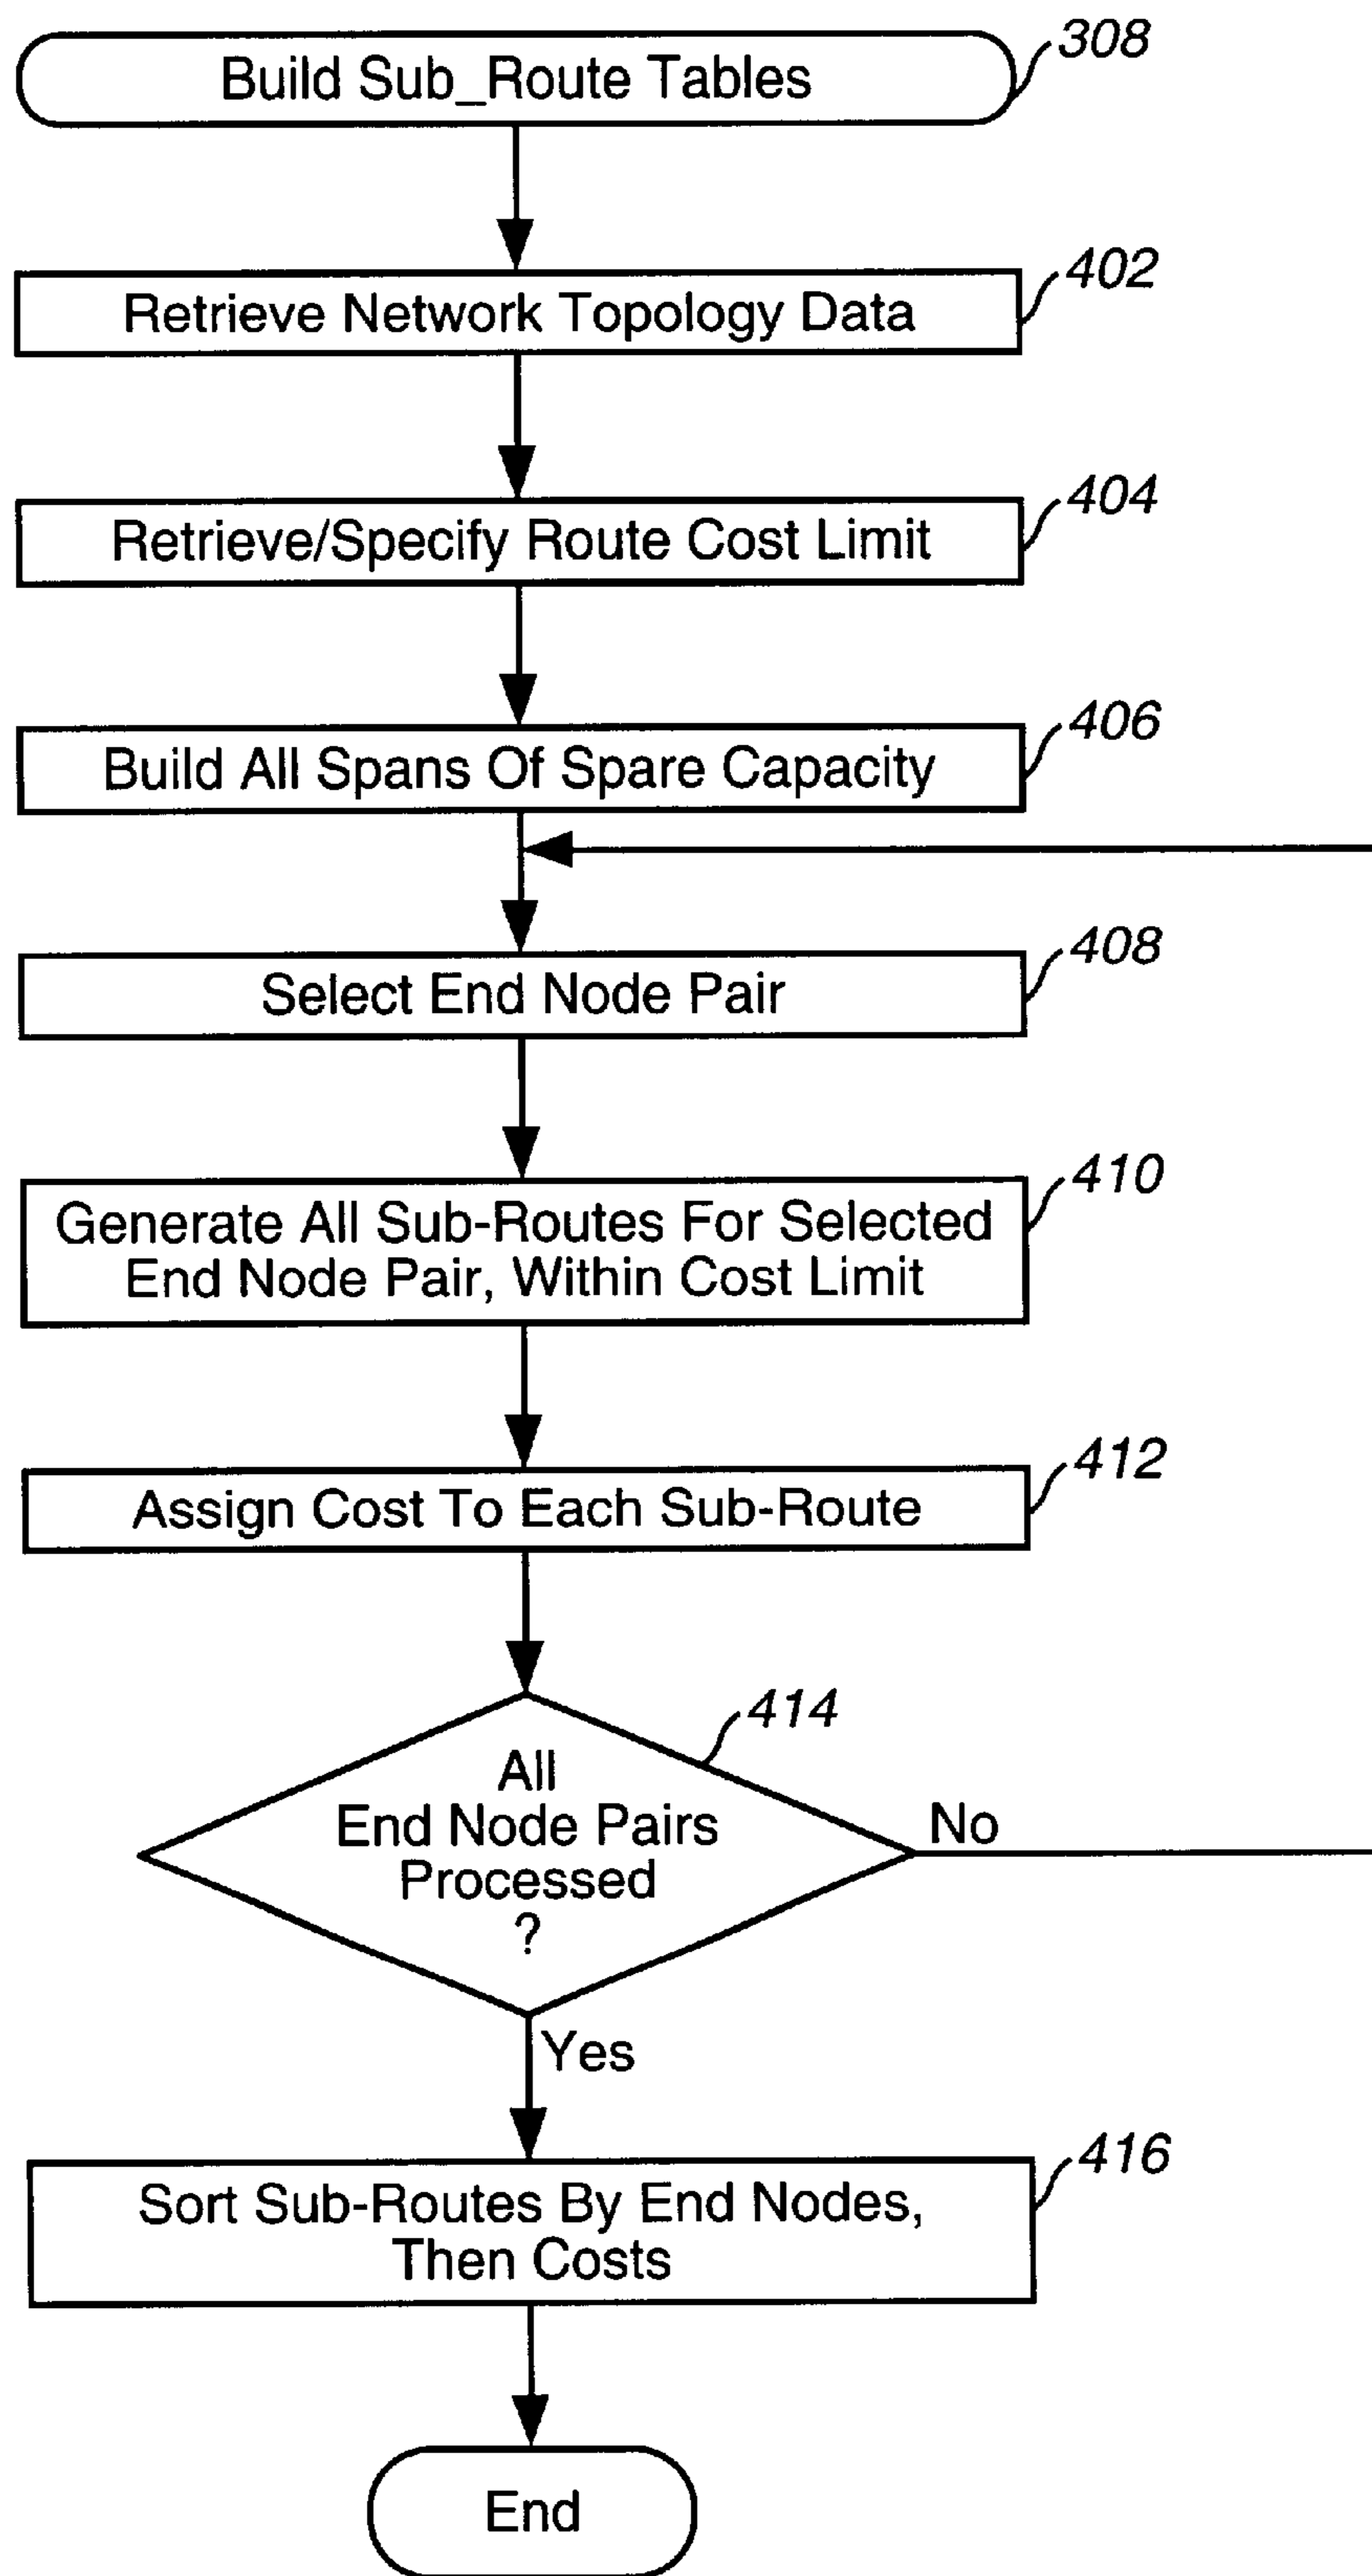 Build Sub_Route Tables
308
Retrieve Network Topology Data
402
Retrieve/Specify Route Cost Limit
404
Build All Spans Of Spare Capacity
406
Select End Node Pair
408
Generate All Sub-Routes For Selected
End Node Pair, Within Cost Limit
410
Assign Cost To Each Sub-Route
412
All
End Node Pairs
Processed
?
414
No
Yes
Sort Sub-Routes By End Nodes,
Then Costs
416
End